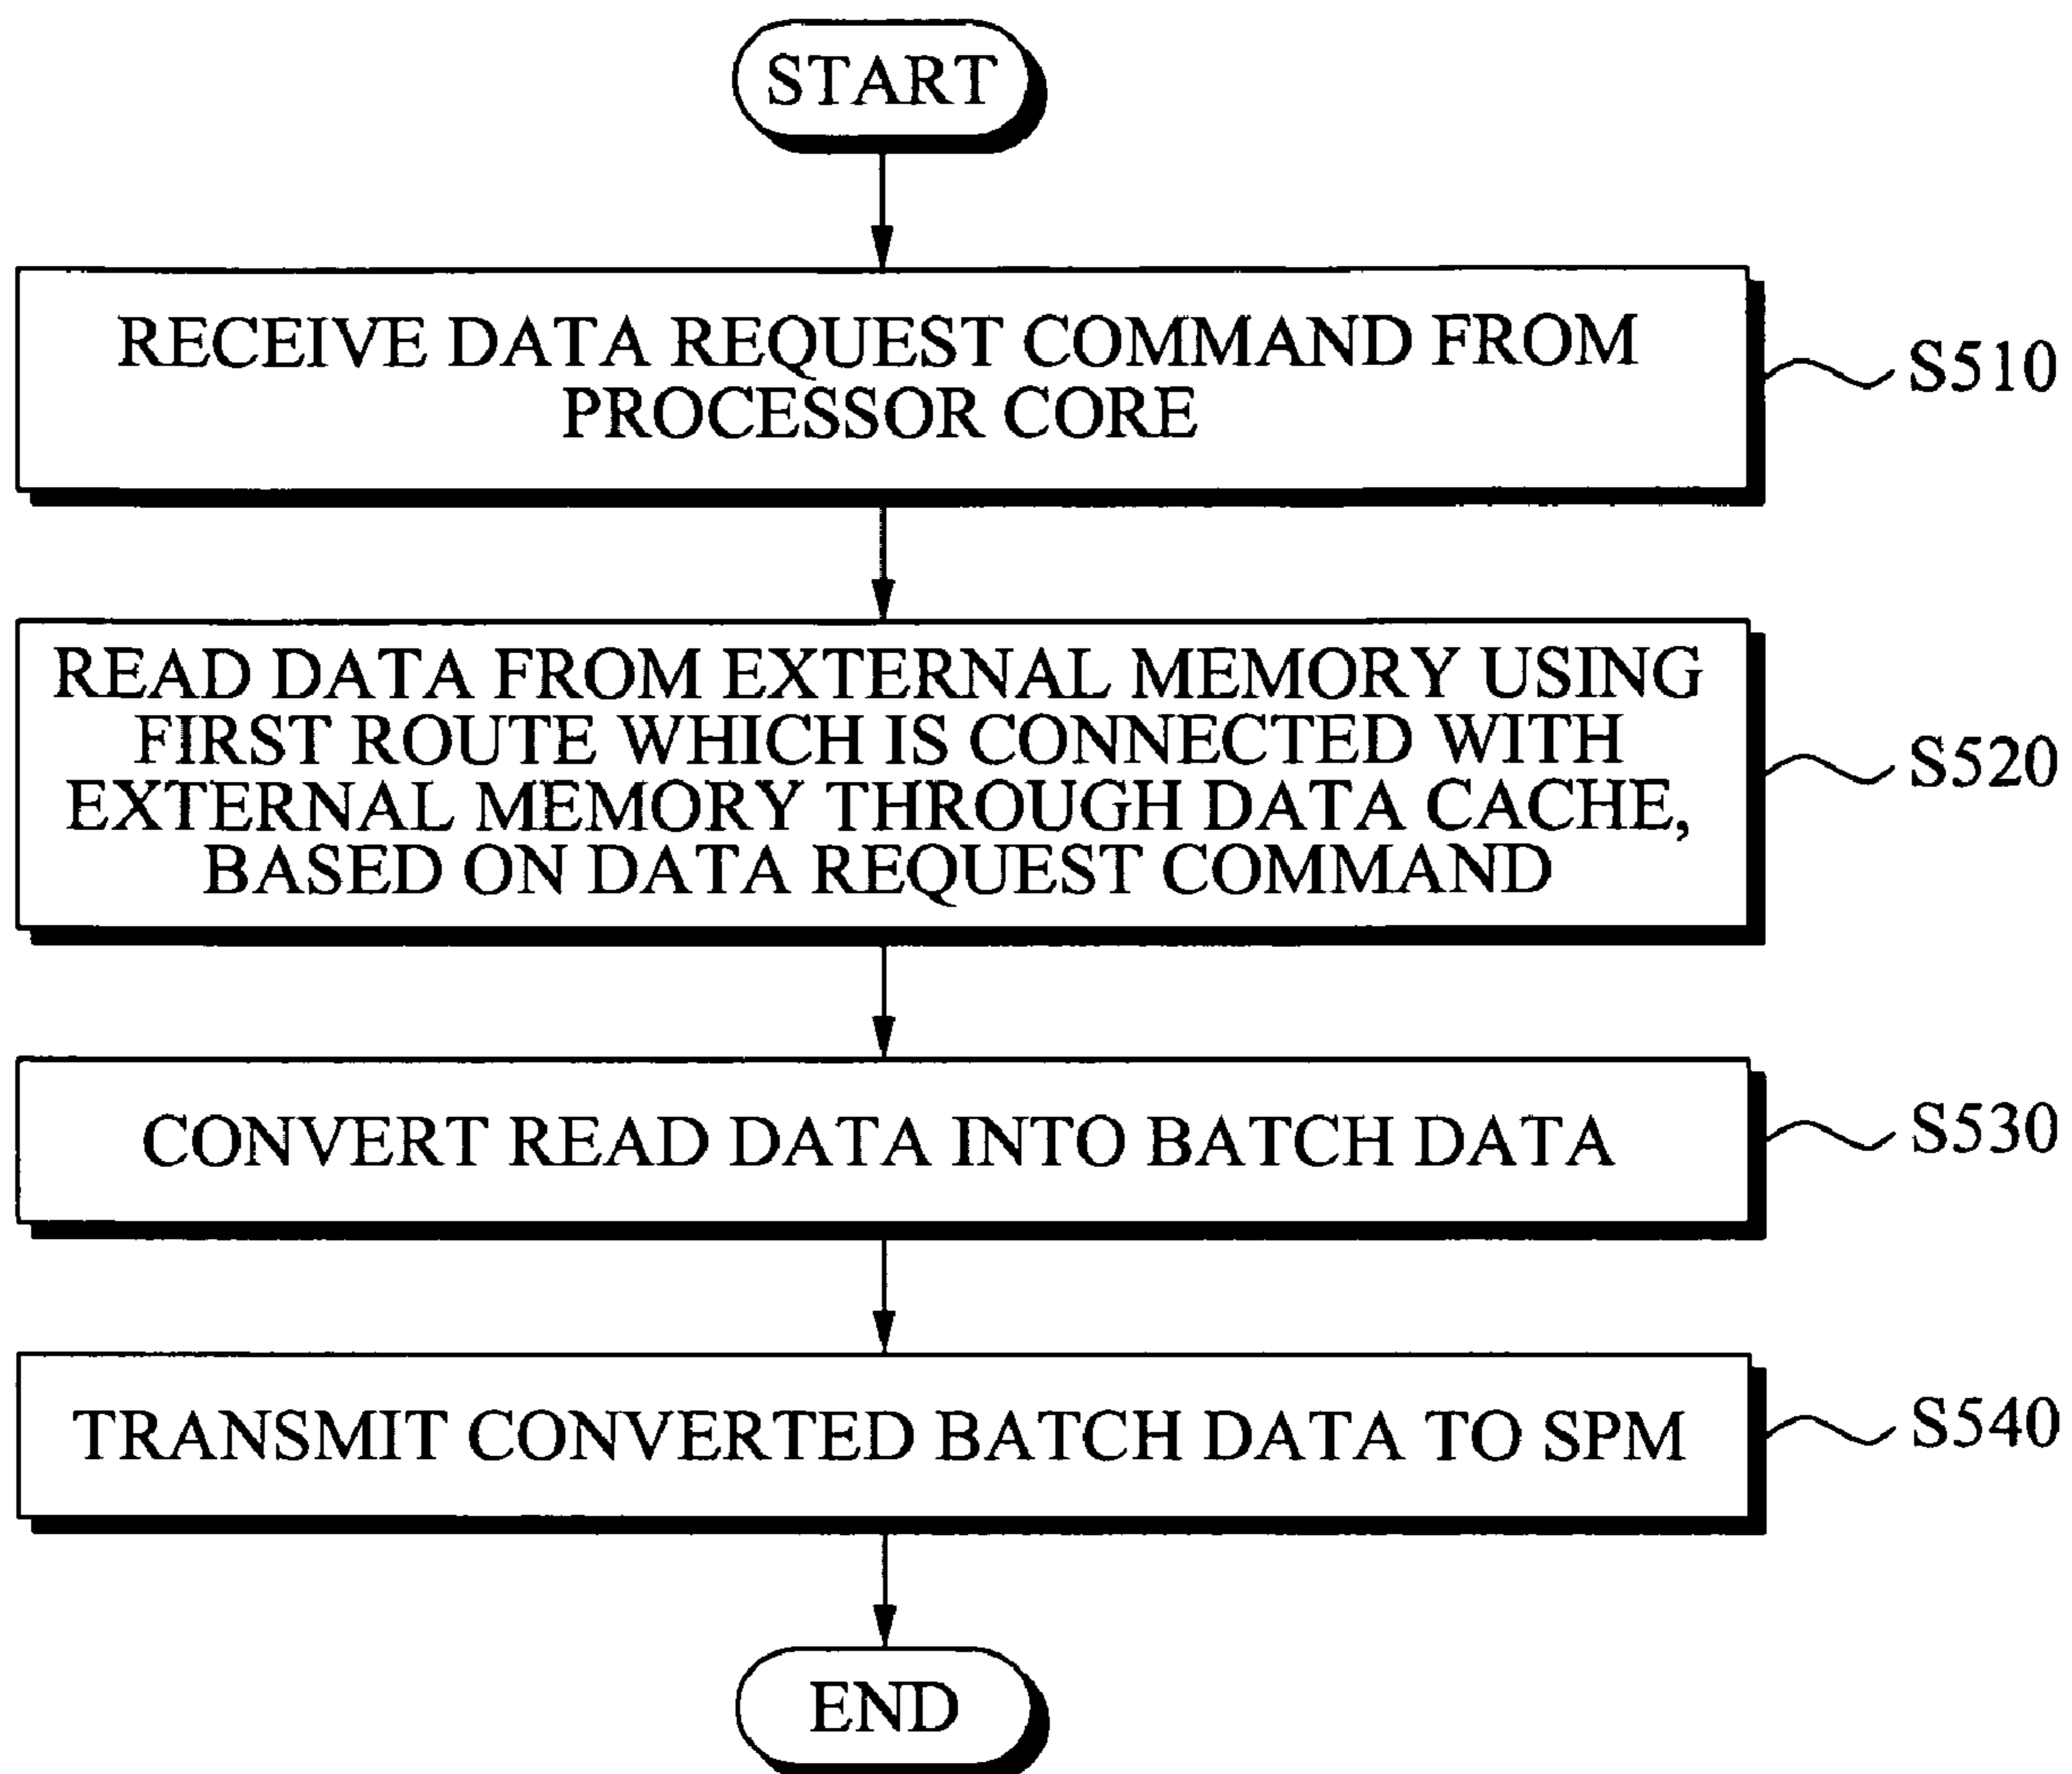 START
RECEIVE DATA REQUEST COMMAND FROM
PROCESSOR CORE
S510
READ DATA FROM EXTERNAL MEMORY USING
FIRST ROUTE WHICH IS CONNECTED WITH
EXTERNAL MEMORY THROUGH DATA CACHE,
BASED ON DATA REQUEST COMMAND
S520
CONVERT READ DATA INTO BATCH DATA
S530
TRANSMIT CONVERTED BATCH DATA TO SPM
S540
END